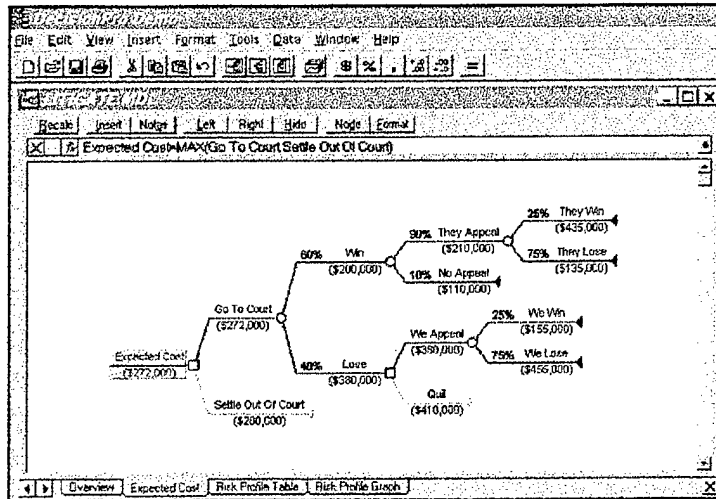 DecisionPro Demo
File Edit View Insert Format Tools Data Window Help
Recalc Insert Notes Left Right Hide Node Format
fx Expected Cost=MAX(Go To Court,Settle Out Of Court)
25% They Win
90% They Appeal ($435,000)
($210,000) 75% They Lose
60% Win ($135,000)
($200,000) 10% No Appeal
($110,000)
Go To Court
($272,000)
25% We Win
We Appeal ($155,000)
($380,000) 75% We Lose
40% Lose ($455,000)
($380,000)
Quit
($410,000)
Expected Cost
($272,000)
Settle Out Of Court
($280,000)
Overview Expected Cost Risk Profile Table Risk Profile Graph